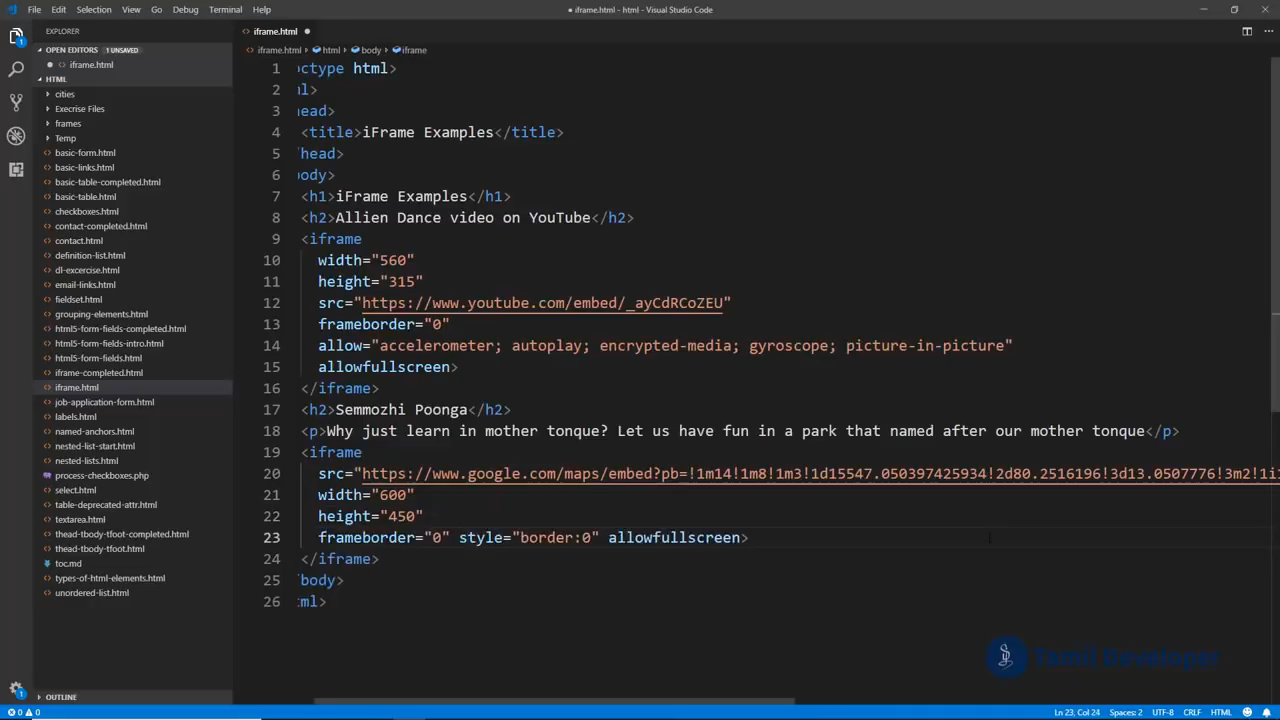 File Edit Selection View Go Debug Terminal Help
● iframe.html - html - Visual Studio Code
EXPLORER
OPEN EDITORS 1 UNSAVED
iframe.html
HTML
cities
Execrise Files
frames
Temp
basic-form.html
basic-links.html
basic-table-completed.html
basic-table.html
checkboxes.html
contact-completed.html
contact.html
definition-list.html
dl-excercise.html
email-links.html
fieldset.html
grouping-elements.html
html5-form-fields-completed.html
html5-form-fields-intro.html
html5-form-fields.html
iframe-completed.html
iframe.html
job-application-form.html
labels.html
named-anchors.html
nested-list-start.html
nested-lists.html
process-checkboxes.php
select.html
table-deprecated-attr.html
textarea.html
thead-tbody-tfoot-completed.html
thead-tbody-tfoot.html
toc.md
types-of-html-elements.html
unordered-list.html
OUTLINE
iframe.html
iframe.html > html > body > iframe
1 octype html>
2 ml>
3 head>
4 <title>iFrame Examples</title>
5 /head>
6 body>
7 <h1>iFrame Examples</h1>
8 <h2>Allien Dance video on YouTube</h2>
9 <iframe
10 width="560"
11 height="315"
12 src="https://www.youtube.com/embed/_ayCdRCoZEU"
13 frameborder="0"
14 allow="accelerometer; autoplay; encrypted-media; gyroscope; picture-in-picture"
15 allowfullscreen>
16 </iframe>
17 <h2>Semmozhi Poonga</h2>
18 <p>Why just learn in mother tonque? Let us have fun in a park that named after our mother tonque</p>
19 <iframe
20 src="https://www.google.com/maps/embed?pb=!1m14!1m8!1m3!1d15547.050397425934!2d80.2516196!3d13.0507776!3m2!1i
21 width="600"
22 height="450"
23 frameborder="0" style="border:0" allowfullscreen>
24 </iframe>
25 /body>
26 tml>
Tamil Developer
0 0
Ln 23, Col 24 Spaces: 2 UTF-8 CRLF HTML